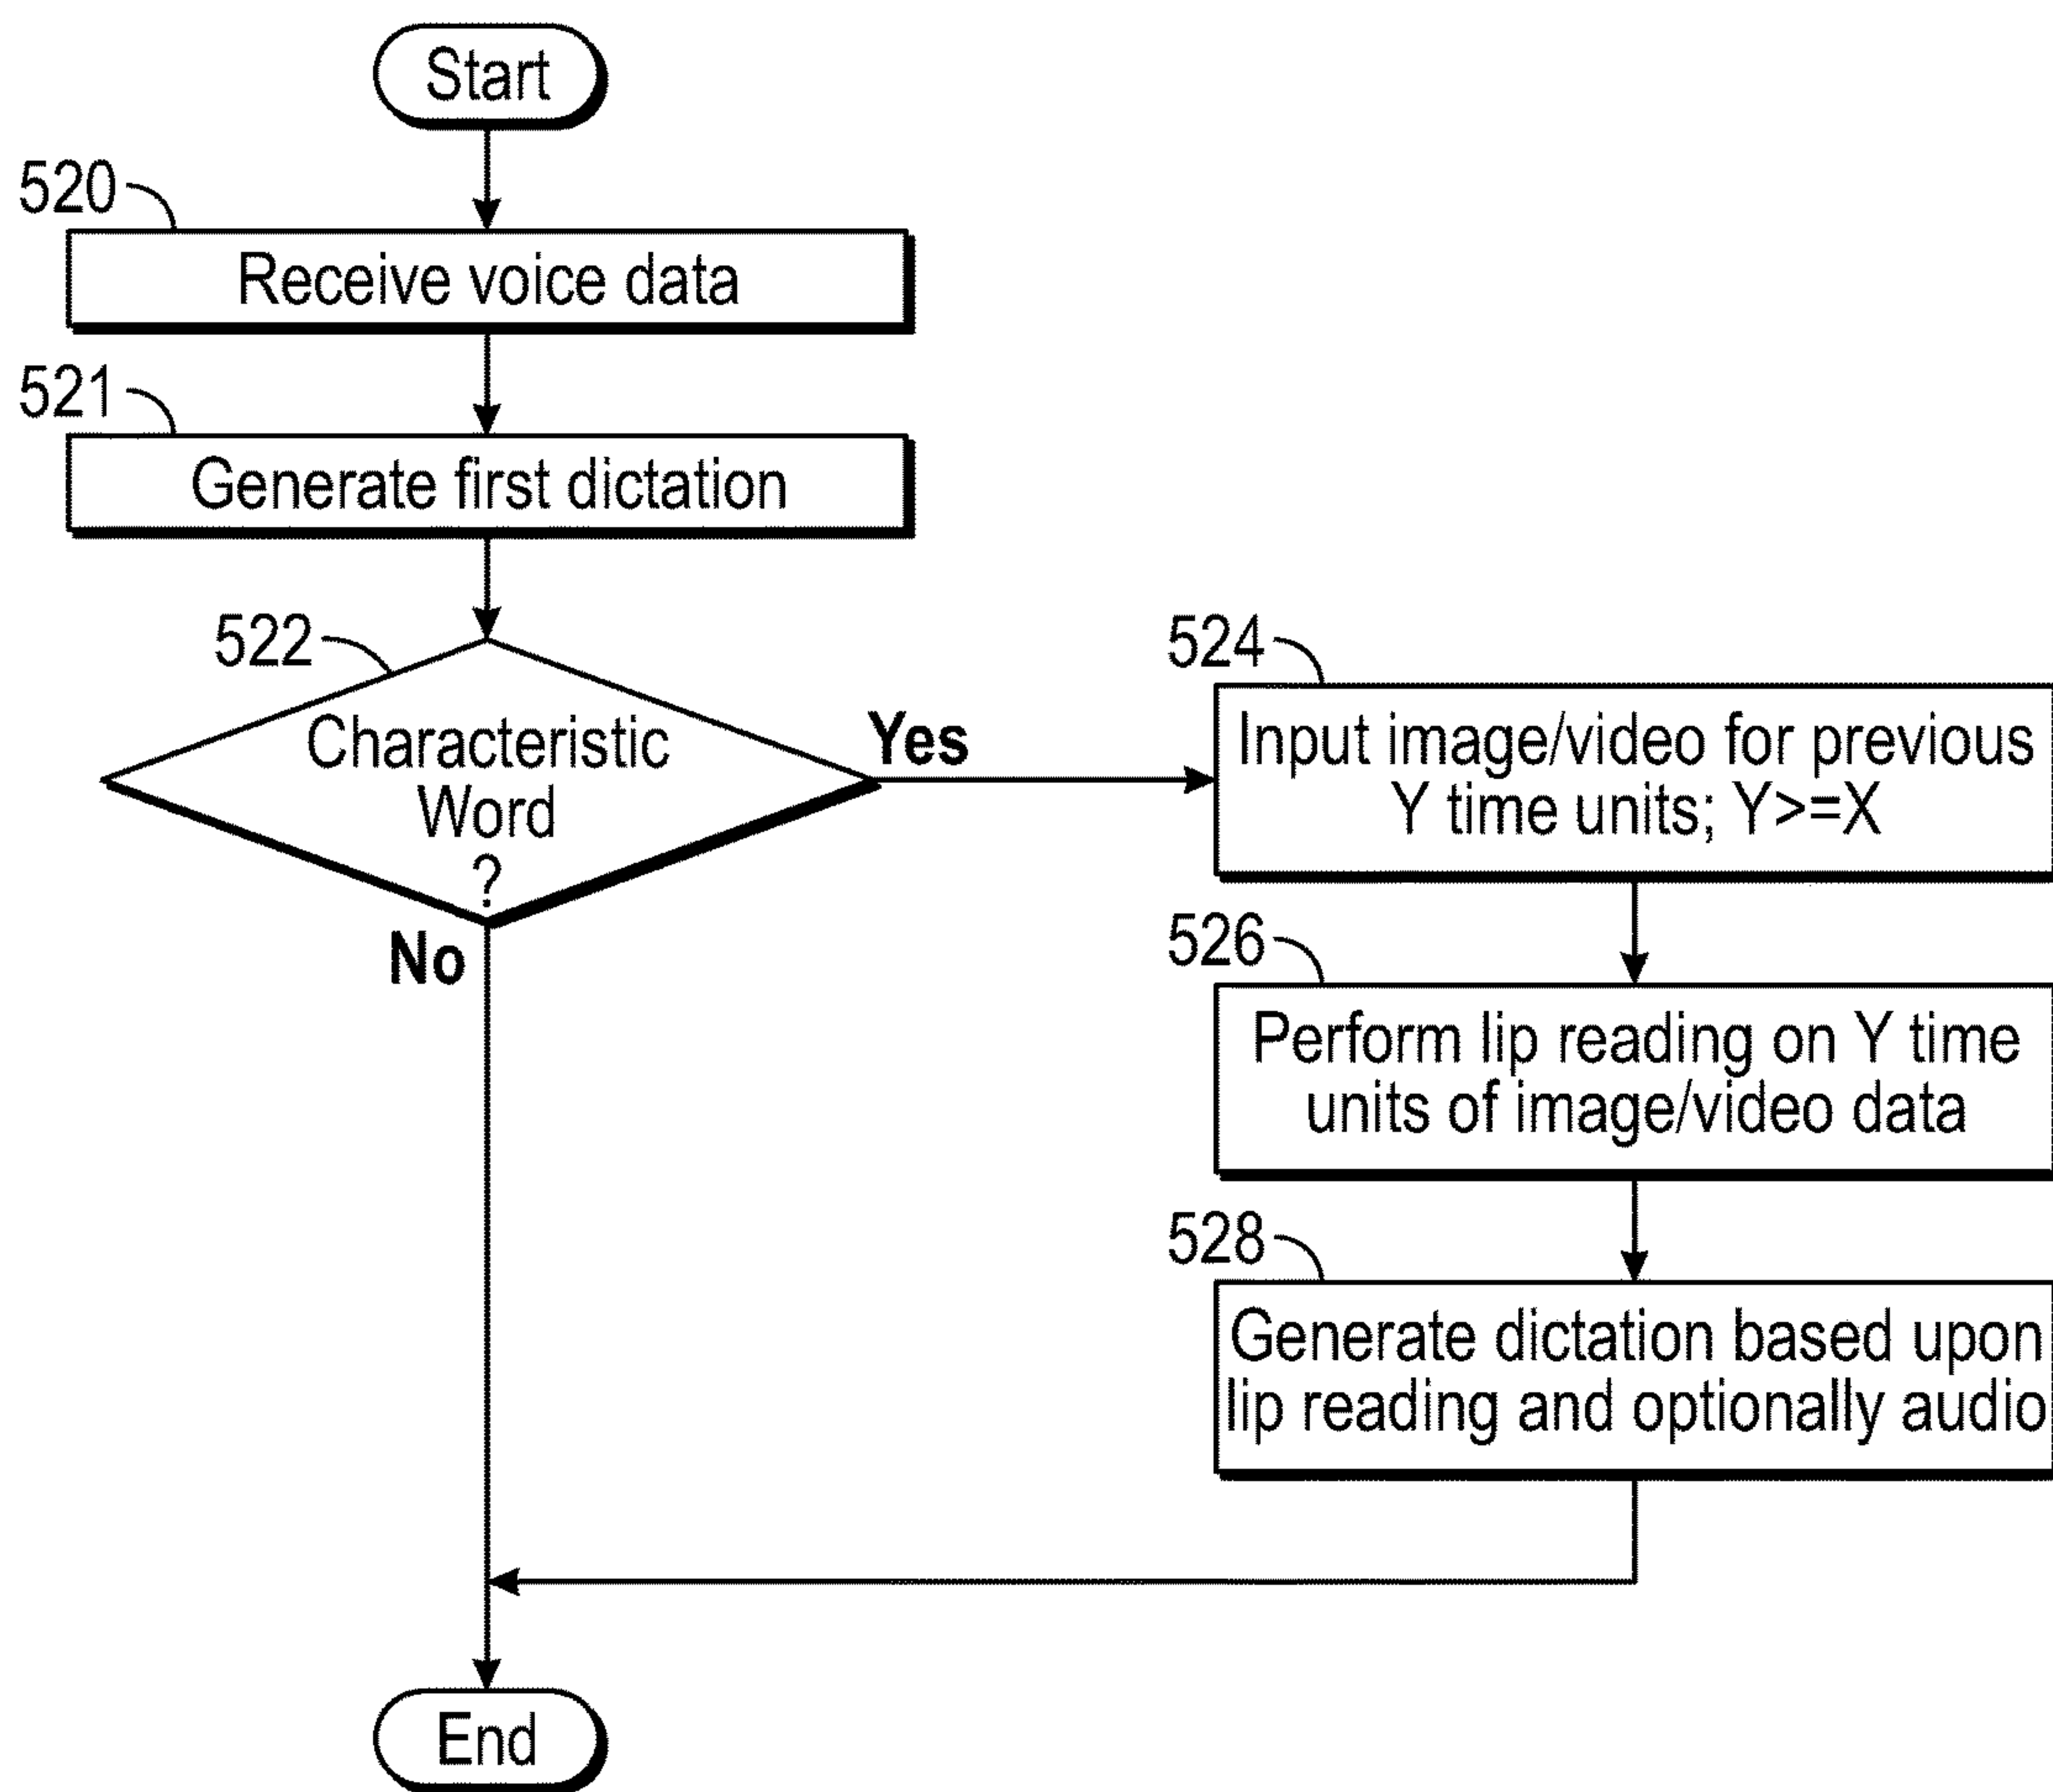 Start
520
Receive voice data
521
Generate first dictation
522
Characteristic
Word
?
Yes
No
524
Input image/video for previous
Y time units; Y>=X
526
Perform lip reading on Y time
units of image/video data
528
Generate dictation based upon
lip reading and optionally audio
End